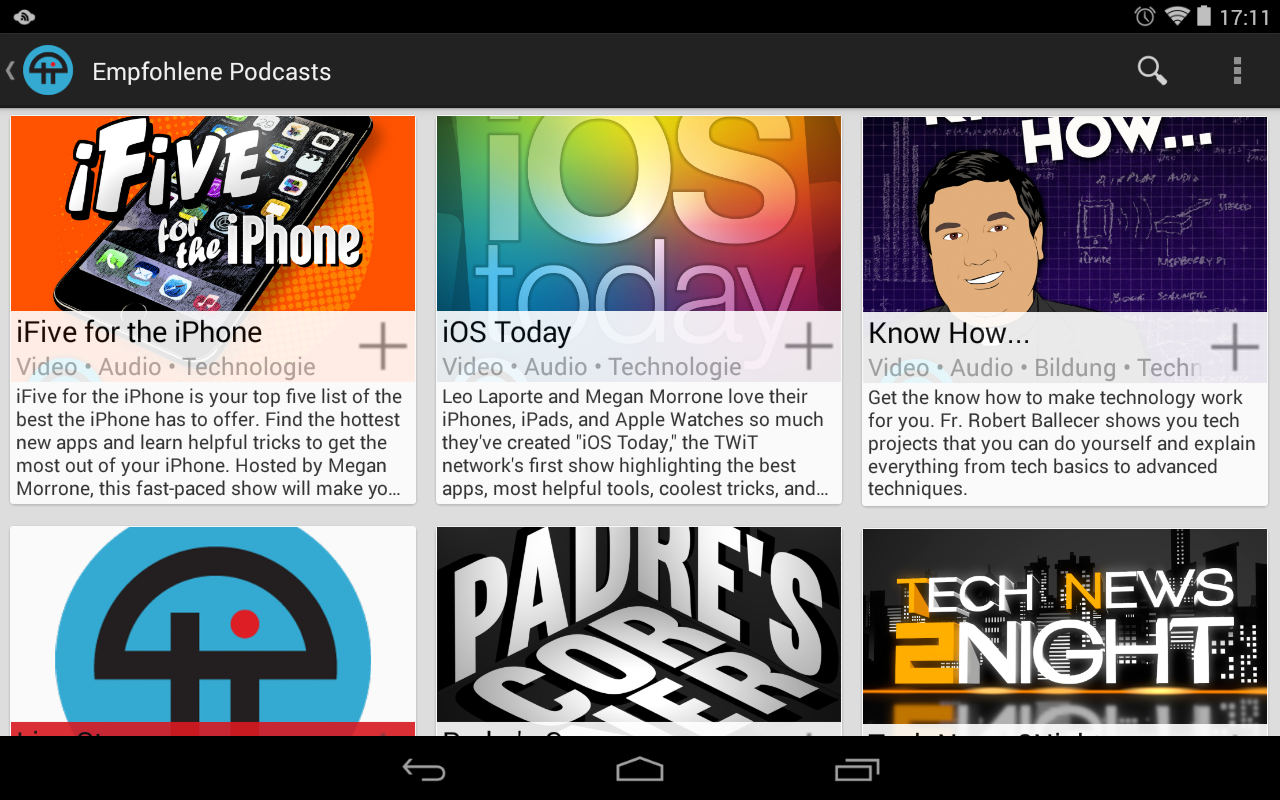 17:11
Empfohlene Podcasts
iFive
for
the iPhone
iOS
today
HOW...
iFive for the iPhone
Video • Audio • Technologie
iFive for the iPhone is your top five list of the
best the iPhone has to offer. Find the hottest
new apps and learn helpful tricks to get the
most out of your iPhone. Hosted by Megan
Morrone, this fast-paced show will make yo…
iOS Today
Video • Audio • Technologie
Leo Laporte and Megan Morrone love their
iPhones, iPads, and Apple Watches so much
they've created "iOS Today," the TWiT
network's first show highlighting the best
apps, most helpful tools, coolest tricks, and…
Know How...
Video • Audio • Bildung • Techn
Get the know how to make technology work
for you. Fr. Robert Ballecer shows you tech
projects that you can do yourself and explain
everything from tech basics to advanced
techniques.
PADRE'S
CORNER
TECH NEWS
2NIGHT